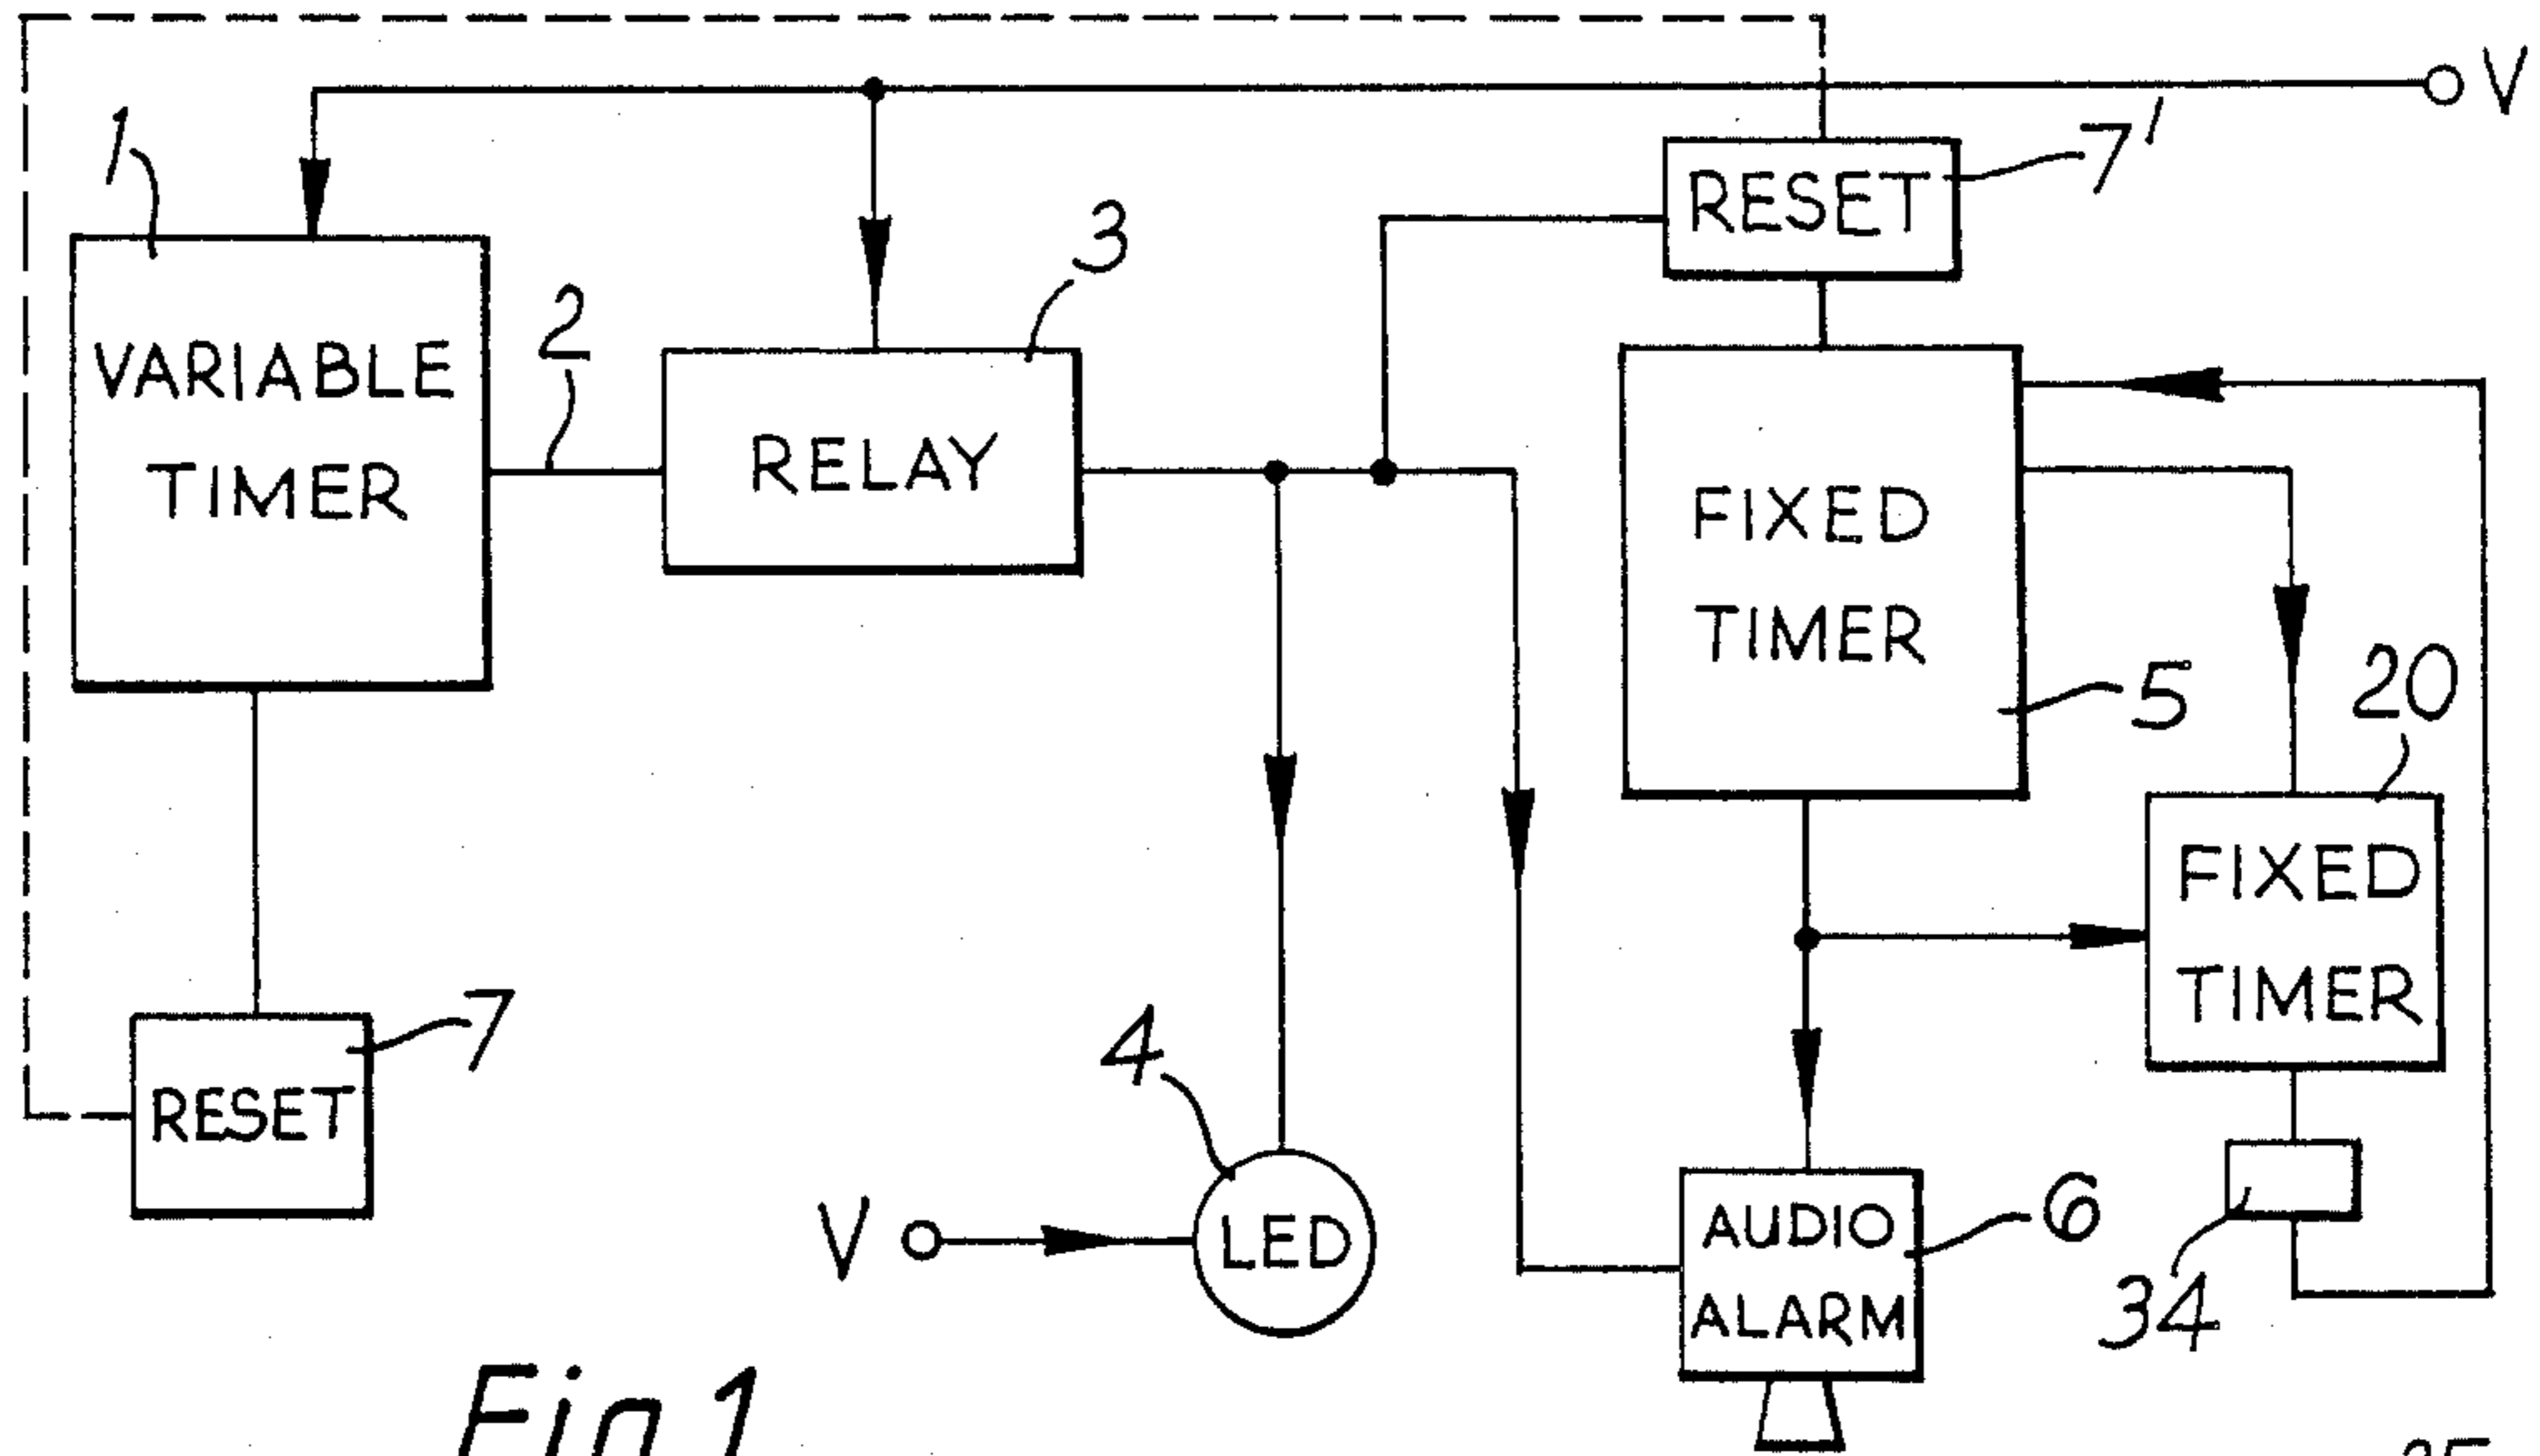 V
1
7'
RESET
3
2
VARIABLE
TIMER
RELAY
FIXED
TIMER
5
20
FIXED
TIMER
7
RESET
4
V
LED
6
AUDIO
ALARM
34
Fig 1